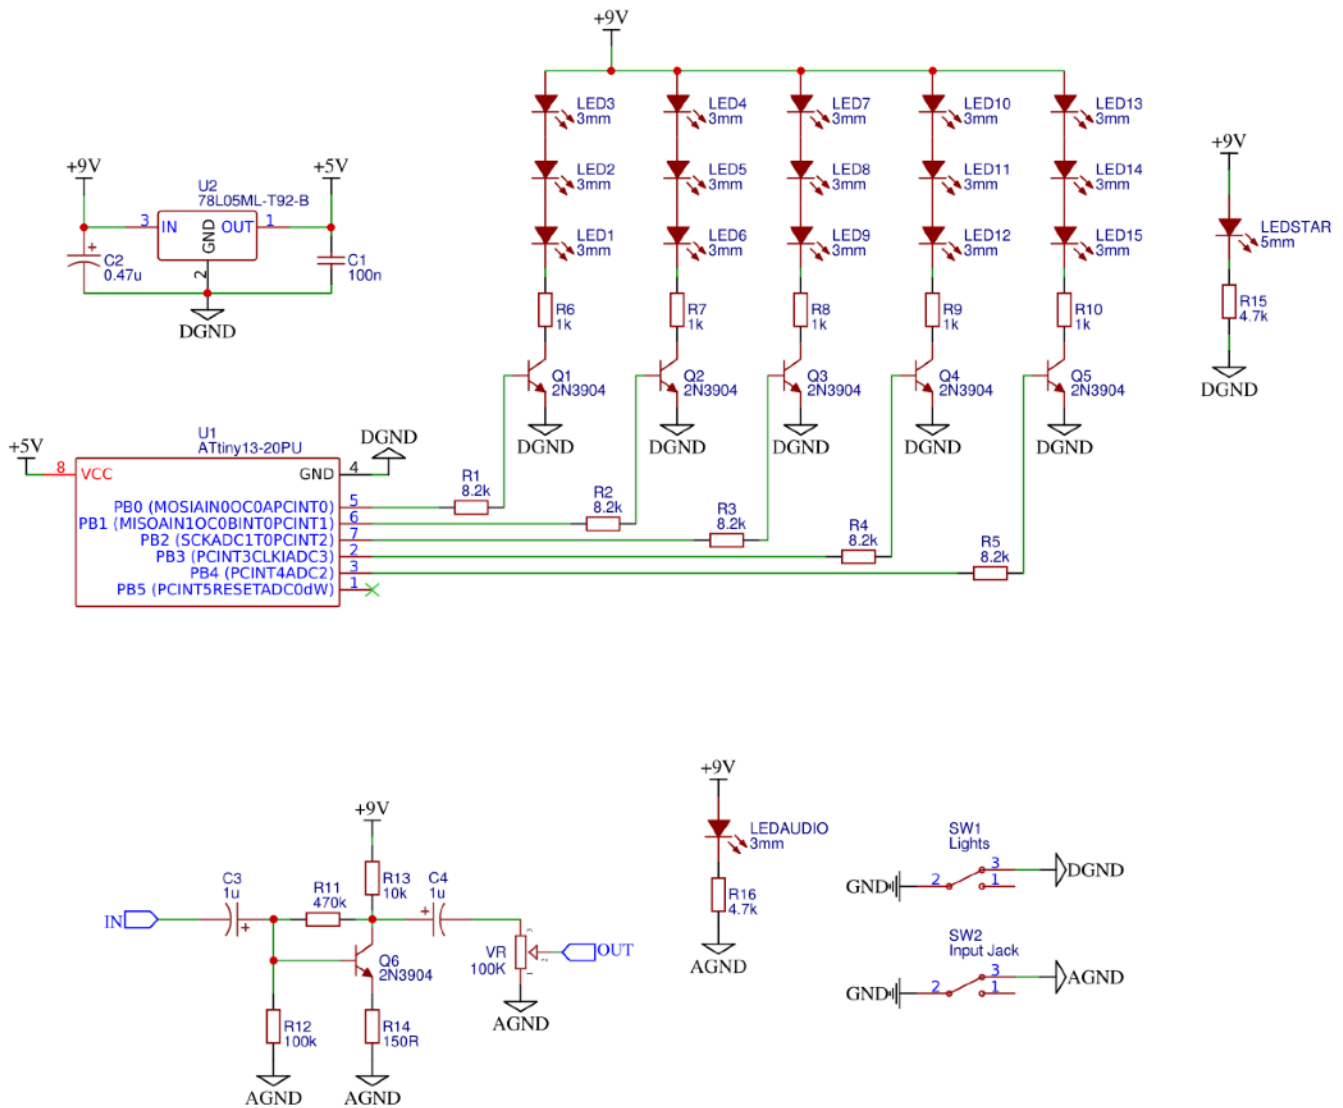 +9V
LED3
3mm
LED4
3mm
LED7
3mm
LED10
3mm
LED13
3mm
LED2
3mm
LED5
3mm
LED8
3mm
LED11
3mm
LED14
3mm
LED1
3mm
LED6
3mm
LED9
3mm
LED12
3mm
LED15
3mm
R6
1k
R7
1k
R8
1k
R9
1k
R10
1k
Q1
2N3904
Q2
2N3904
Q3
2N3904
Q4
2N3904
Q5
2N3904
DGND
DGND
DGND
DGND
DGND
+9V
LEDSTAR
5mm
R15
4.7k
DGND
+9V
+5V
U2
78L05ML-T92-B
3
IN
GND
OUT
1
2
C2
0.47u
C1
100n
DGND
U1
ATtiny13-20PU
+5V
8
VCC
GND
4
DGND
PB0 (MOSIAIN0OC0APCINT0)
5
PB1 (MISOAIN1OC0BINT0PCINT1)
6
PB2 (SCKADC1T0PCINT2)
7
PB3 (PCINT3CLKIADC3)
2
PB4 (PCINT4ADC2)
3
PB5 (PCINT5RESETADC0dW)
1
R1
8.2k
R2
8.2k
R3
8.2k
R4
8.2k
R5
8.2k
+9V
IN
C3
1u
R11
470k
R13
10k
C4
1u
Q6
2N3904
VR
100K
OUT
AGND
R12
100k
R14
150R
AGND
AGND
+9V
LEDAUDIO
3mm
R16
4.7k
AGND
SW1
Lights
GND
2
3
1
DGND
SW2
Input Jack
GND
2
3
1
AGND